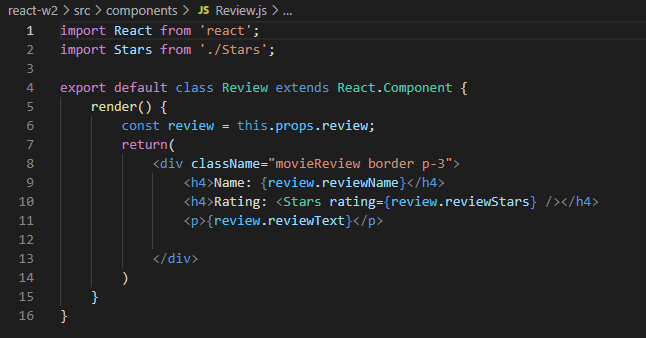 react-w2 > src > components > JS Review.js > ...
1 import React from 'react';
2 import Stars from './Stars';
3
4 export default class Review extends React.Component {
5     render() {
6         const review = this.props.review;
7         return(
8             <div className="movieReview border p-3">
9                 <h4>Name: {review.reviewName}</h4>
10                 <h4>Rating: <Stars rating={review.reviewStars} /></h4>
11                 <p>{review.reviewText}</p>
12
13             </div>
14         )
15     }
16 }